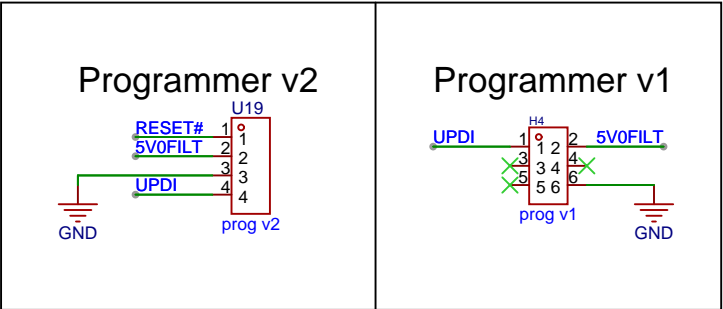 Programmer v2
U19
RESET# 1 1
5V0FILT 2 2
3 3
UPDI 4 4
GND
prog v2
Programmer v1
H4
UPDI 1 1 2 2 5V0FILT
3 3 4 4
5 5 6 6
prog v1
GND